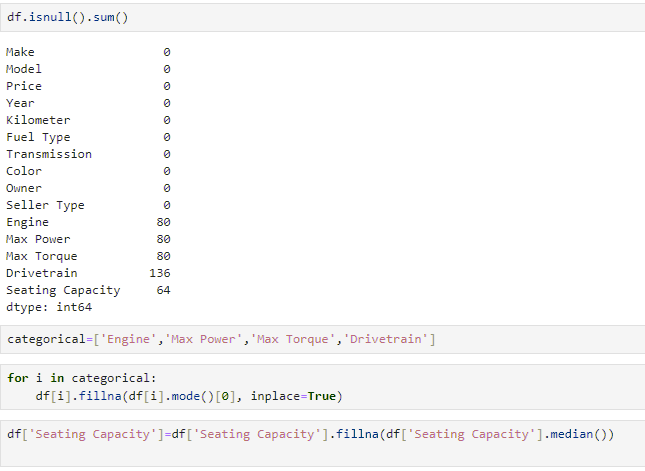 df.isnull().sum()
Make 0
Model 0
Price 0
Year 0
Kilometer 0
Fuel Type 0
Transmission 0
Color 0
Owner 0
Seller Type 0
Engine 80
Max Power 80
Max Torque 80
Drivetrain 136
Seating Capacity 64
dtype: int64
categorical=['Engine','Max Power','Max Torque','Drivetrain']
for i in categorical:
    df[i].fillna(df[i].mode()[0], inplace=True)
df['Seating Capacity']=df['Seating Capacity'].fillna(df['Seating Capacity'].median())